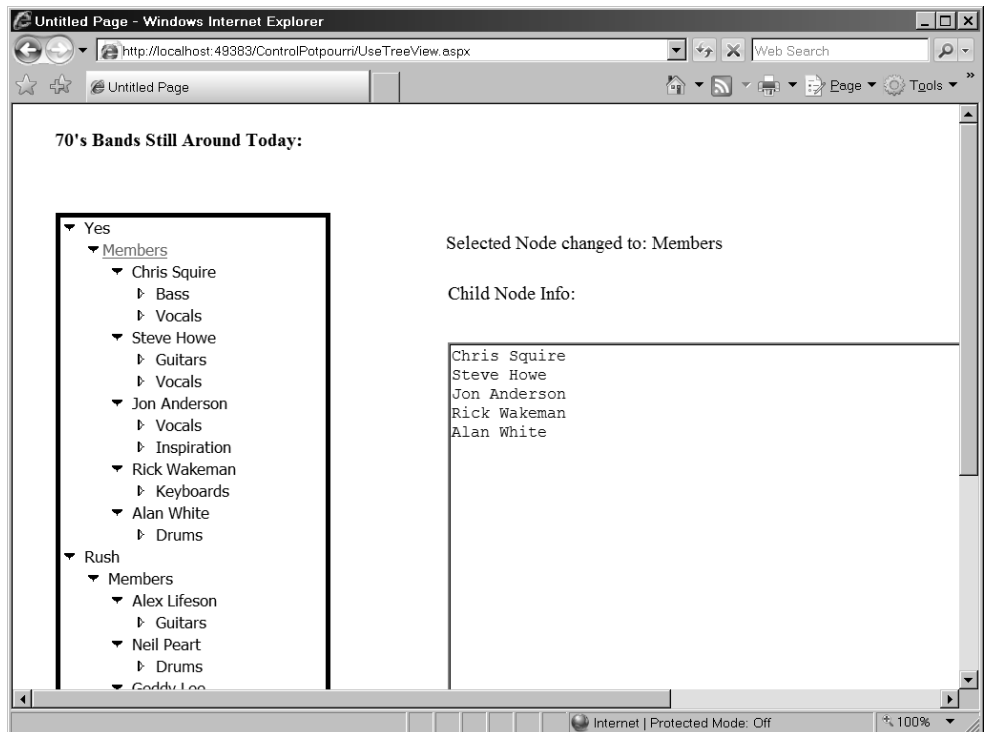 Untitled Page - Windows Internet Explorer
http://localhost:49383/ControlPotpourri/UseTreeView.aspx
Web Search
Untitled Page
Page
Tools
»
70's Bands Still Around Today:
Yes
Members
Chris Squire
Bass
Vocals
Steve Howe
Guitars
Vocals
Jon Anderson
Vocals
Inspiration
Rick Wakeman
Keyboards
Alan White
Drums
Rush
Members
Alex Lifeson
Guitars
Neil Peart
Drums
Selected Node changed to: Members
Child Node Info:
Chris Squire
Steve Howe
Jon Anderson
Rick Wakeman
Alan White
Internet | Protected Mode: Off
100%